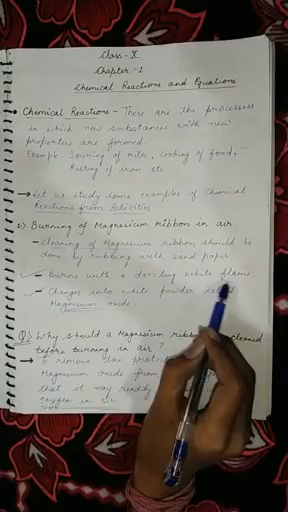 Class-X
Chapter-1
Chemical Reactions and Equations
Chemical Reactions - These are the processes
in which new substances with new
properties are formed.
Example: Souring of milk, Cooking of food,
Rusting of iron etc.
→ Let us study some examples of Chemical
Reactions from Activities
Burning of Magnesium ribbon in air.
- Cleaning of Magnesium ribbon should be
done by rubbing with sand paper.
- Burns with a dazzling white flame.
- Changes into white powder called
Magnesium oxide.
Q) Why should a Magnesium cleaned
before burning in air?
→ To remove the
Magnesium oxide from
that it may readily
oxygen in air